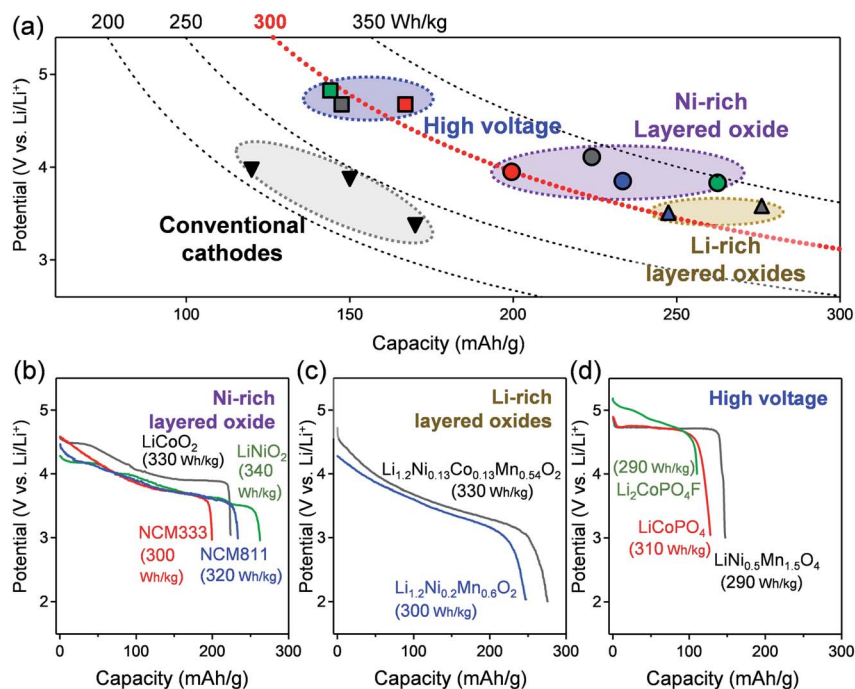 (a)
200 250 300 350 Wh/kg
Potential (V vs. Li/Li⁺)
5
4
3
High voltage
Ni-rich
Layered oxide
Conventional
cathodes
Li-rich
layered oxides
100 150 200 250 300
Capacity (mAh/g)
(b)
Ni-rich
layered oxide
Potential (V vs. Li/Li⁺)
5
4
3
2
LiCoO₂
(330 Wh/kg)
LiNiO₂
(340
Wh/kg)
NCM333
(300
Wh/kg)
NCM811
(320 Wh/kg)
0 100 200 300
Capacity (mAh/g)
(c)
Li-rich
layered oxides
Potential (V vs. Li/Li⁺)
5
4
3
2
Li₁.₂Ni₀.₁₃Co₀.₁₃Mn₀.₅₄O₂
(330 Wh/kg)
Li₁.₂Ni₀.₂Mn₀.₆O₂
(300 Wh/kg)
0 100 200 300
Capacity (mAh/g)
(d)
High voltage
Potential (V vs. Li/Li⁺)
5
4
3
2
(290 Wh/kg)
Li₂CoPO₄F
LiCoPO₄
(310 Wh/kg)
LiNi₀.₅Mn₁.₅O₄
(290 Wh/kg)
0 100 200 300
Capacity (mAh/g)